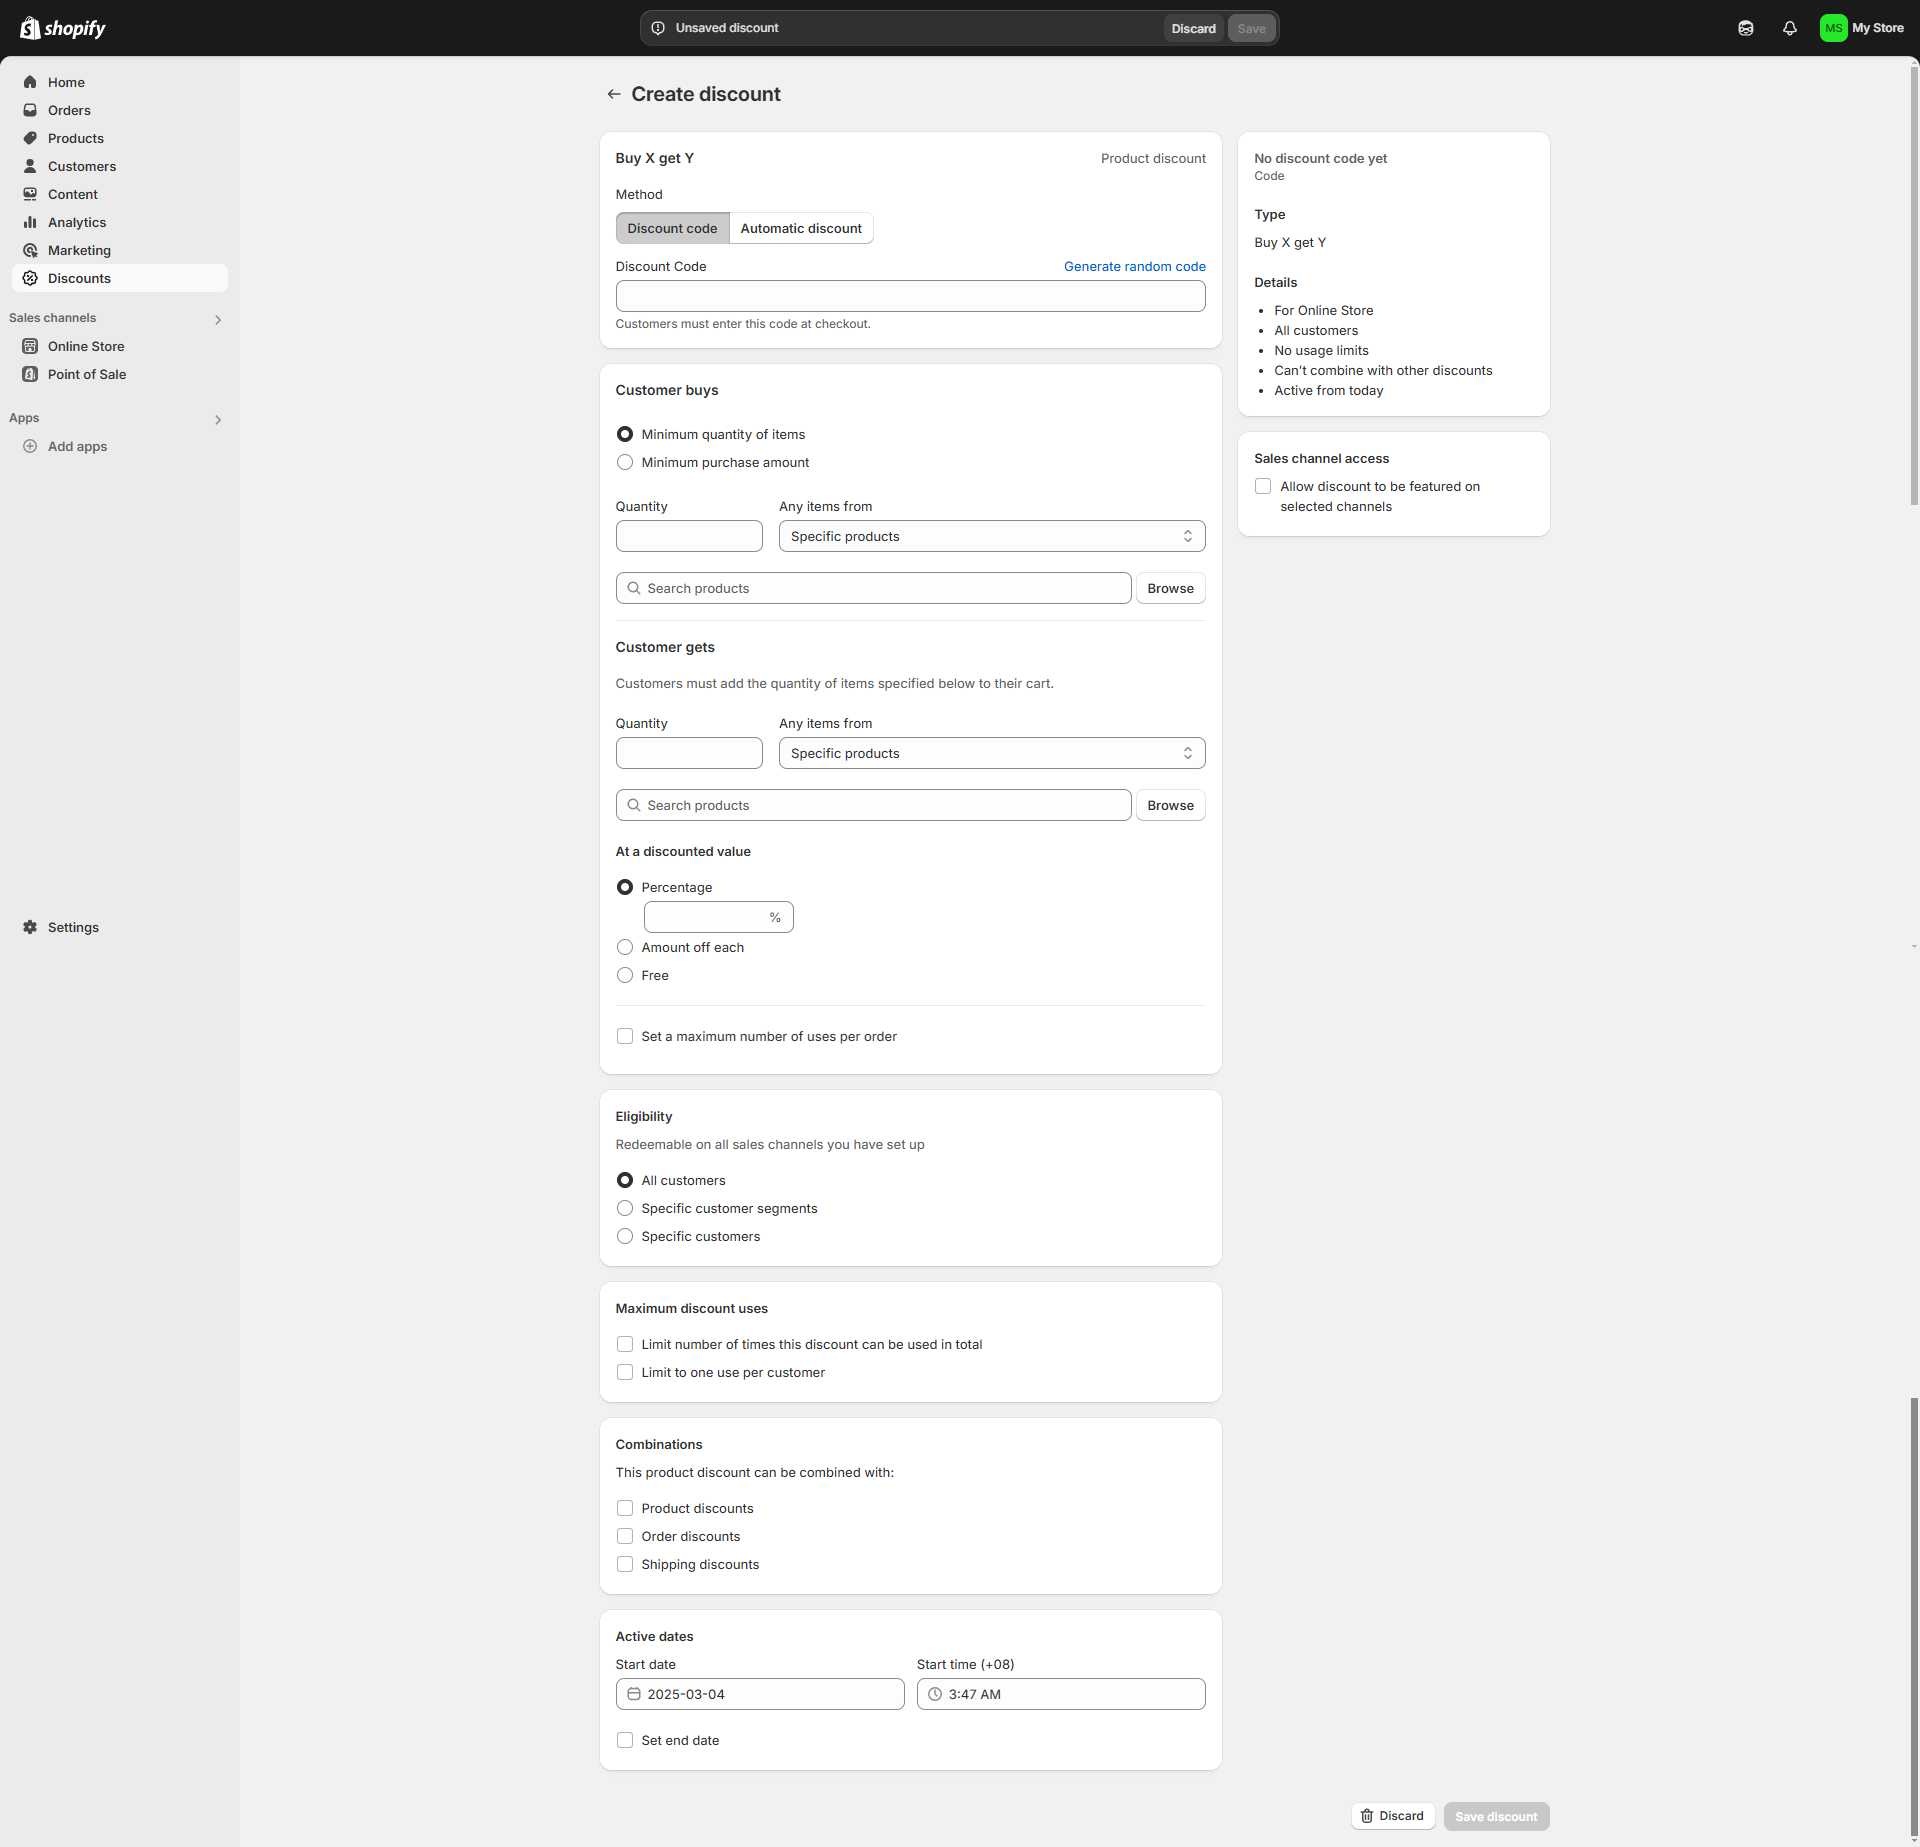 shopify
Unsaved discount
Discard
Save
MS
My Store
Home
Orders
Products
Customers
Content
Analytics
Marketing
Discounts
Sales channels
Online Store
Point of Sale
Apps
Add apps
Settings
Create discount
Buy X get Y
Product discount
Method
Discount code
Automatic discount
Discount Code
Generate random code
Customers must enter this code at checkout.
Customer buys
Minimum quantity of items
Minimum purchase amount
Quantity
Any items from
Specific products
Search products
Browse
Customer gets
Customers must add the quantity of items specified below to their cart.
Quantity
Any items from
Specific products
Search products
Browse
At a discounted value
Percentage
%
Amount off each
Free
Set a maximum number of uses per order
Eligibility
Redeemable on all sales channels you have set up
All customers
Specific customer segments
Specific customers
Maximum discount uses
Limit number of times this discount can be used in total
Limit to one use per customer
Combinations
This product discount can be combined with:
Product discounts
Order discounts
Shipping discounts
Active dates
Start date
Start time (+08)
2025-03-04
3:47 AM
Set end date
No discount code yet
Code
Type
Buy X get Y
Details
• For Online Store
• All customers
• No usage limits
• Can't combine with other discounts
• Active from today
Sales channel access
Allow discount to be featured on
selected channels
Discard
Save discount